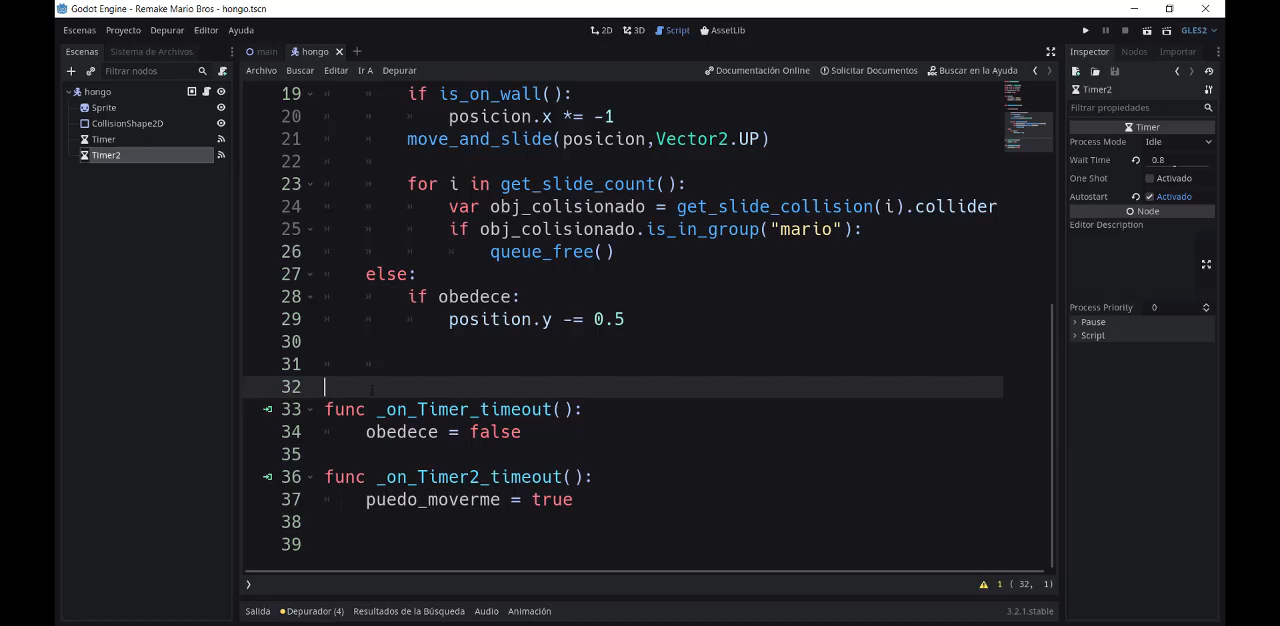 Godot Engine - Remake Mario Bros - hongo.tscn
Escenas Proyecto Depurar Editor Ayuda
2D 3D Script AssetLib
GLES2
Escenas Sistema de Archivos
main hongo
Inspector Nodos Importar
Filtrar nodos
Archivo Buscar Editar Ir A Depurar
Documentación Online Solicitar Documentos Buscar en la Ayuda
hongo
Sprite
CollisionShape2D
Timer
Timer2
19 if is_on_wall():
20 posicion.x *= -1
21 move_and_slide(posicion,Vector2.UP)
22
23 for i in get_slide_count():
24 var obj_colisionado = get_slide_collision(i).collider
25 if obj_colisionado.is_in_group("mario"):
26 queue_free()
27 else:
28 if obedece:
29 position.y -= 0.5
30
31
32
33 func _on_Timer_timeout():
34 obedece = false
35
36 func _on_Timer2_timeout():
37 puedo_moverme = true
38
39
Timer2
Filtrar propiedades
Timer
Process Mode Idle
Wait Time 0.8
One Shot Activado
Autostart Activado
Node
Editor Description
Process Priority 0
Pause
Script
1 ( 32, 1)
Salida Depurador (4) Resultados de la Búsqueda Audio Animación
3.2.1.stable